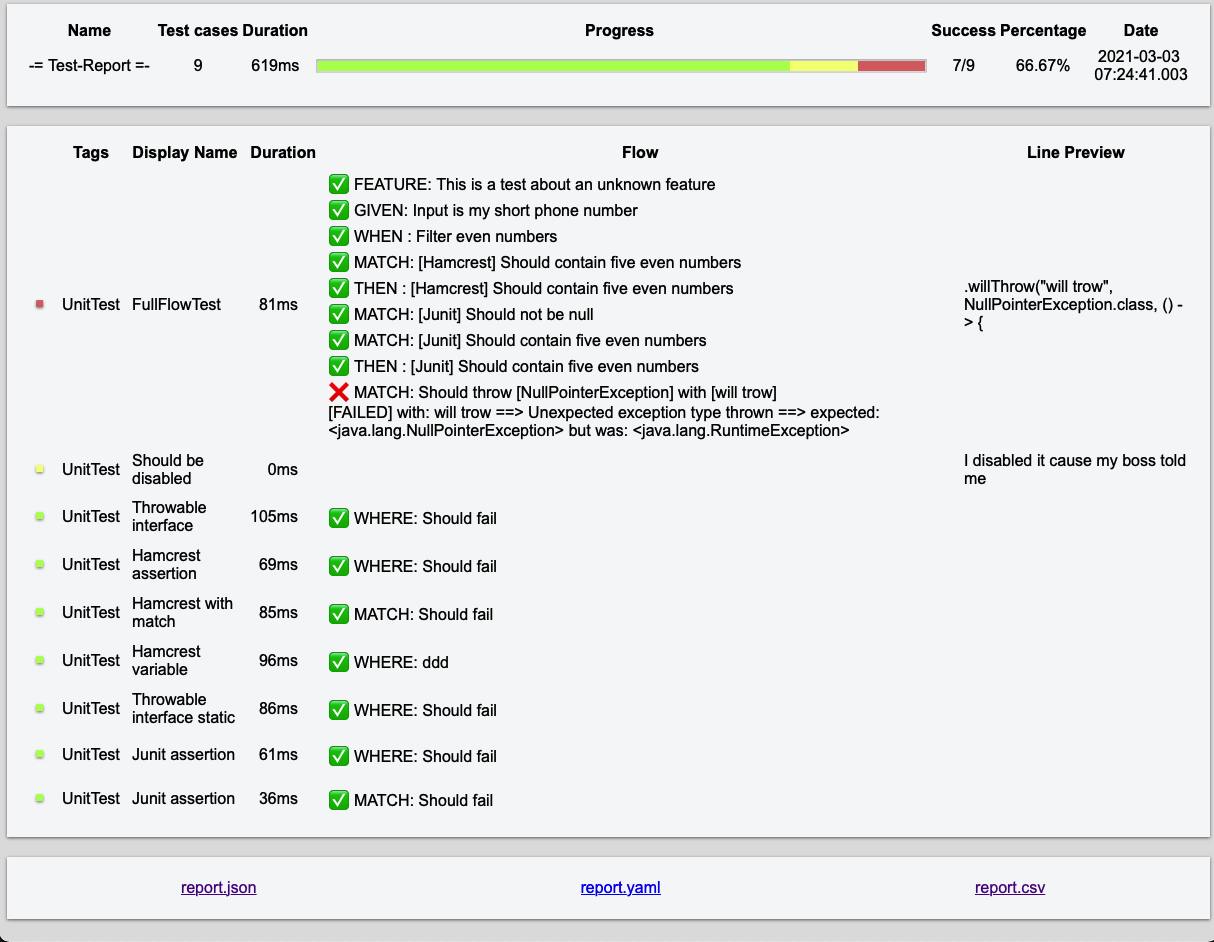 Name Test cases Duration Progress Success Percentage Date
-= Test-Report =- 9 619ms 7/9 66.67% 2021-03-03
07:24:41.003
Tags Display Name Duration Flow Line Preview
FEATURE: This is a test about an unknown feature
GIVEN: Input is my short phone number
WHEN : Filter even numbers
MATCH: [Hamcrest] Should contain five even numbers
THEN : [Hamcrest] Should contain five even numbers
UnitTest FullFlowTest 81ms
MATCH: [Junit] Should not be null
MATCH: [Junit] Should contain five even numbers
THEN : [Junit] Should contain five even numbers
MATCH: Should throw [NullPointerException] with [will trow]
[FAILED] with: will trow ==> Unexpected exception type thrown ==> expected:
<java.lang.NullPointerException> but was: <java.lang.RuntimeException>
.willThrow("will trow",
NullPointerException.class, () -
> {
UnitTest Should be
disabled
0ms
I disabled it cause my boss told
me
UnitTest Throwable
interface
105ms WHERE: Should fail
UnitTest Hamcrest
assertion
69ms WHERE: Should fail
UnitTest Hamcrest with
match
85ms MATCH: Should fail
UnitTest Hamcrest
variable
96ms WHERE: ddd
UnitTest Throwable
interface static
86ms WHERE: Should fail
UnitTest Junit assertion 61ms WHERE: Should fail
UnitTest Junit assertion 36ms MATCH: Should fail
report.json report.yaml report.csv